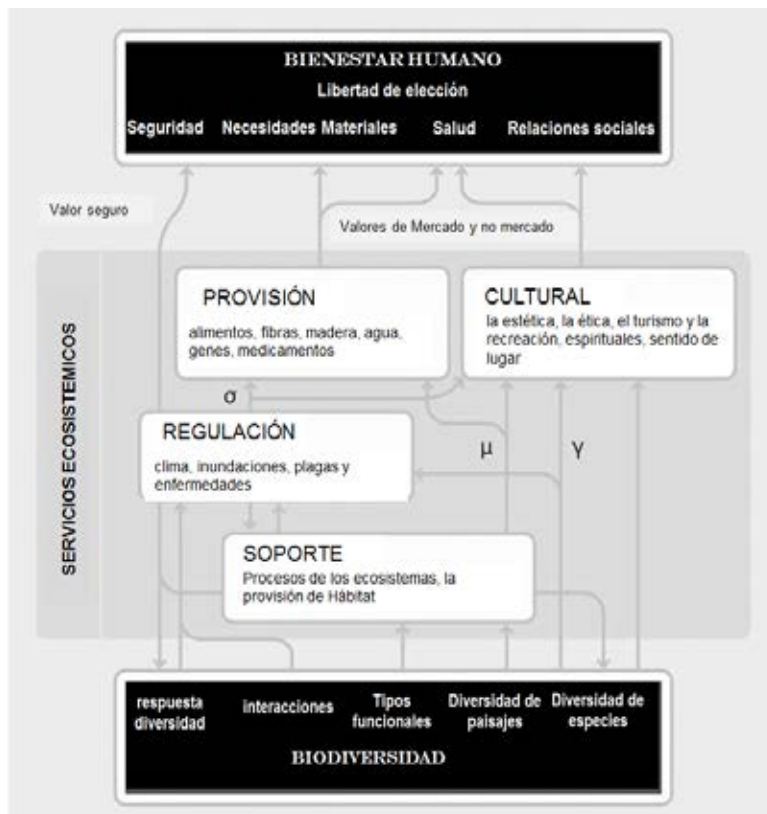 BIENESTAR HUMANO
Libertad de elección
Seguridad Necesidades Materiales Salud Relaciones sociales
Valor seguro
Valores de Mercado y no mercado
SERVICIOS ECOSISTEMICOS
PROVISIÓN
alimentos, fibras, madera, agua,
genes, medicamentos
CULTURAL
la estética, la ética, el turismo y la
recreación, espirituales, sentido de
lugar
σ
REGULACIÓN
clima, inundaciones, plagas y
enfermedades
μ
γ
SOPORTE
Procesos de los ecosistemas, la
provisión de Hábitat
respuesta
diversidad
interacciones
Tipos
funcionales
Diversidad de
paisajes
Diversidad de
especies
BIODIVERSIDAD